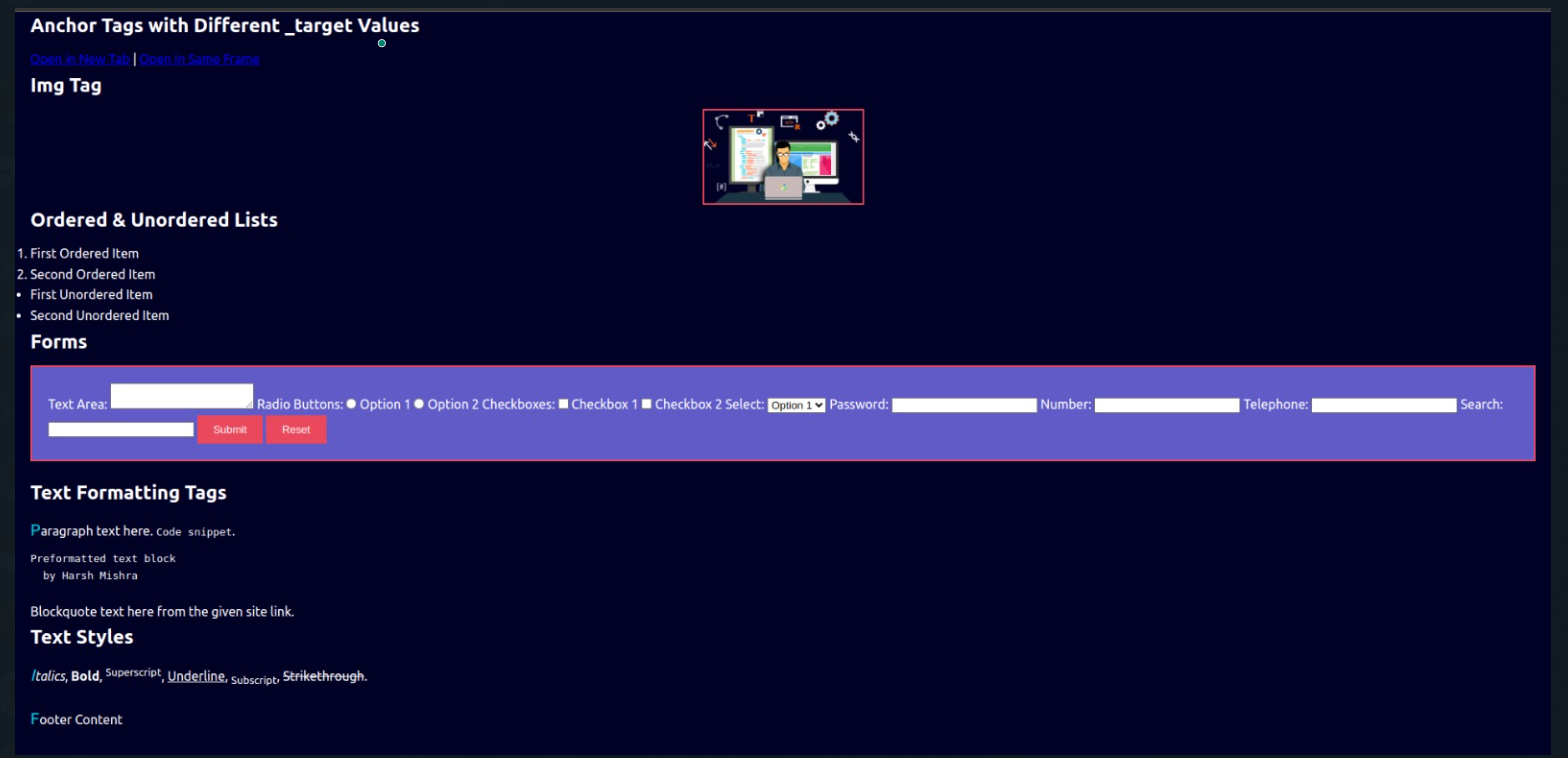 Anchor Tags with Different _target Values
Open in New Tab | Open in Same Frame
Img Tag
Ordered & Unordered Lists
1. First Ordered Item
2. Second Ordered Item
• First Unordered Item
• Second Unordered Item
Forms
Text Area: Radio Buttons: Option 1 Option 2 Checkboxes: Checkbox 1 Checkbox 2 Select: Option 1 Password: Number: Telephone: Search:
Submit Reset
Text Formatting Tags
Paragraph text here. Code snippet.
Preformatted text block
by Harsh Mishra
Blockquote text here from the given site link.
Text Styles
Italics, Bold, Superscript, Underline, Subscript, Strikethrough.
Footer Content